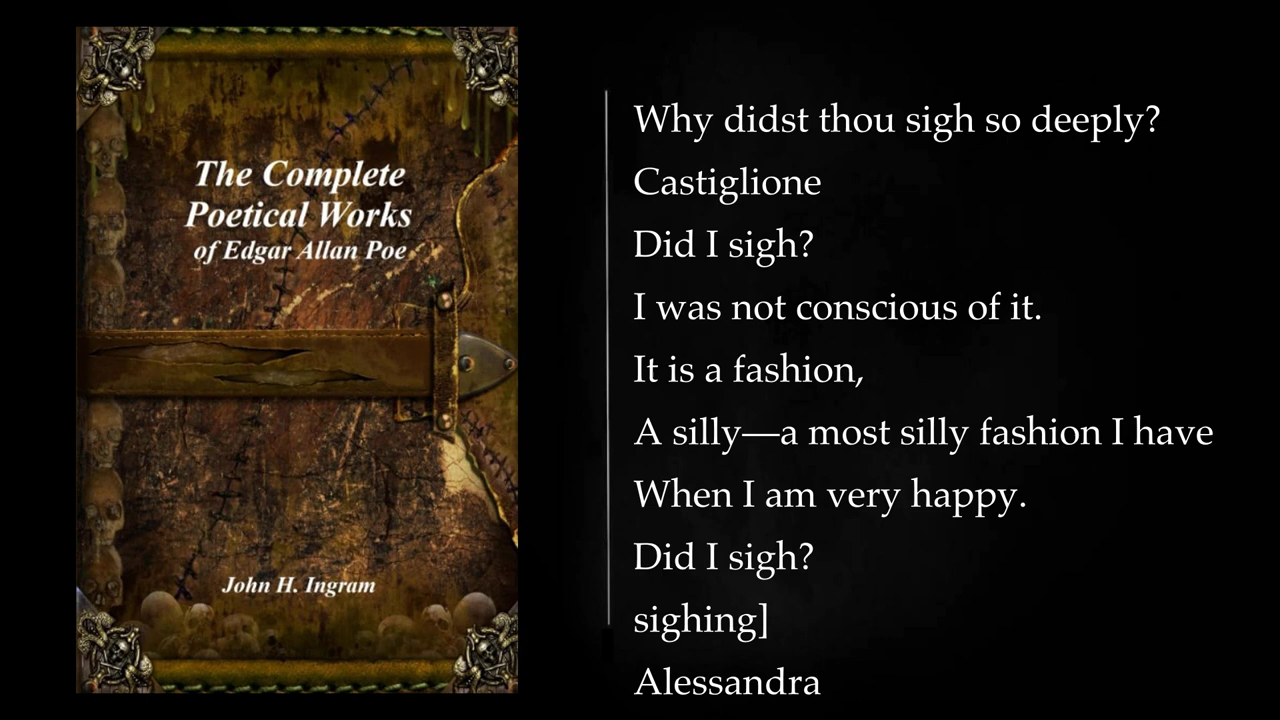 The Complete
Poetical Works
of Edgar Allan Poe
John H. Ingram
Why didst thou sigh so deeply?
Castiglione
Did I sigh?
I was not conscious of it.
It is a fashion,
A silly—a most silly fashion I have
When I am very happy.
Did I sigh?
sighing]
Alessandra